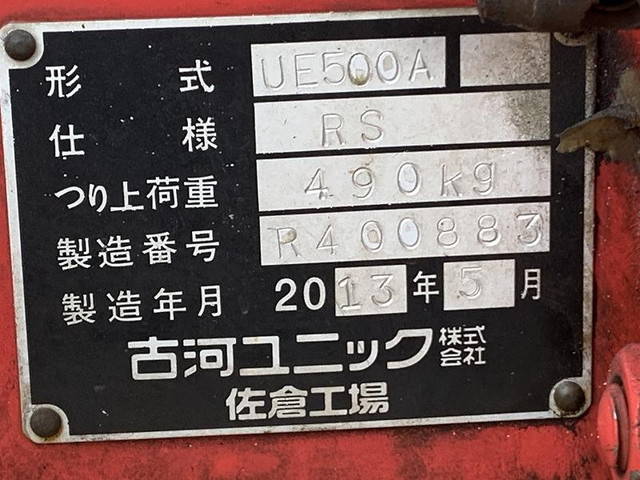 形式 UE500A
仕様 RS
つり上荷重 490kg
製造番号 R400883
製造年月 2013年5月
古河ユニック株式会社
佐倉工場